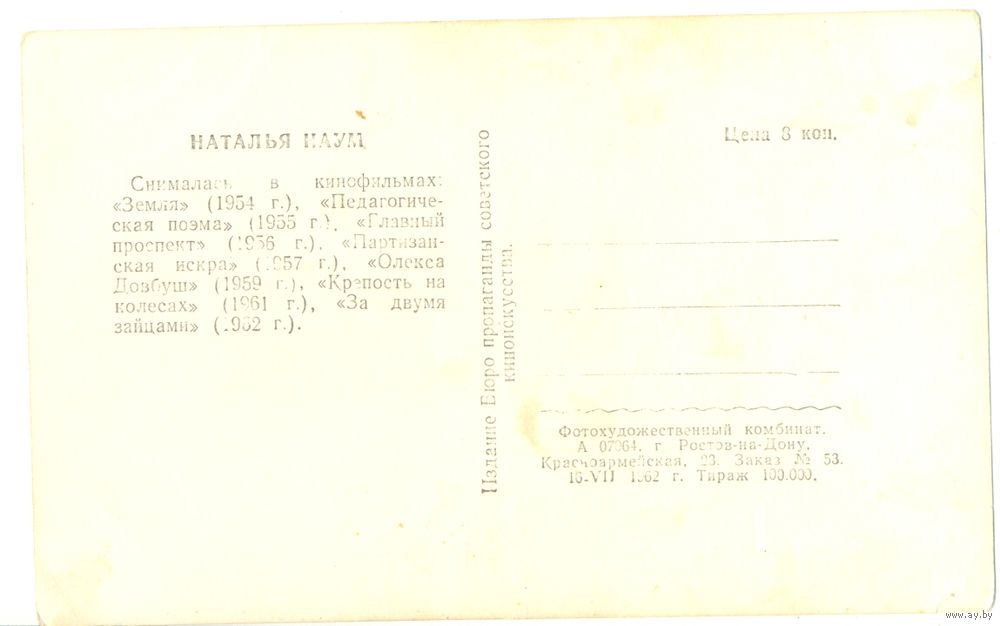 НАТАЛЬЯ НАУМ
Снималась в кинофильмах:
«Земля» (1954 г.), «Педагогиче-
ская поэма» (1955 г.), «Главный
проспект» (1956 г.), «Партизан-
ская искра» (1957 г.), «Олекса
Довбуш» (1959 г.), «Крепость на
колесах» (1961 г.), «За двумя
зайцами» (1962 г.).
Издание Бюро пропаганды советского
киноискусства.
Цена 8 коп.
Фотохудожественный комбинат.
А г. Ростов-на-Дону,
Красноармейская, Заказ № 53.
16-VII 1962 г. Тираж 100.000.
www.ay.by